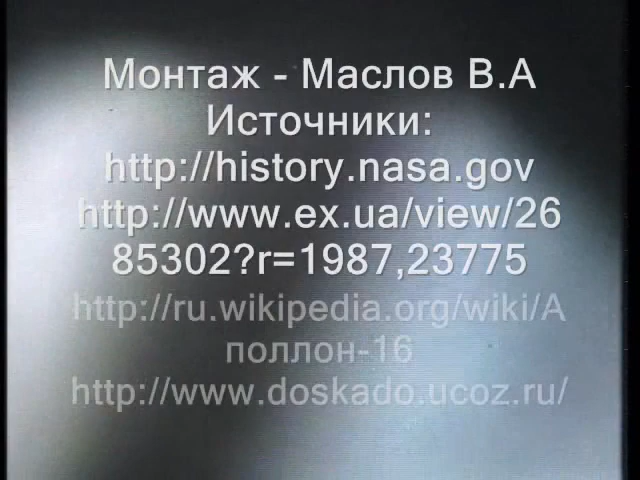 Монтаж - Маслов В.А
Источники:
http://history.nasa.gov
http://www.ex.ua/view/26
85302?r=1987,23775
http://ru.wikipedia.org/wiki/А
поллон-16
http://www.doskado.ucoz.ru/